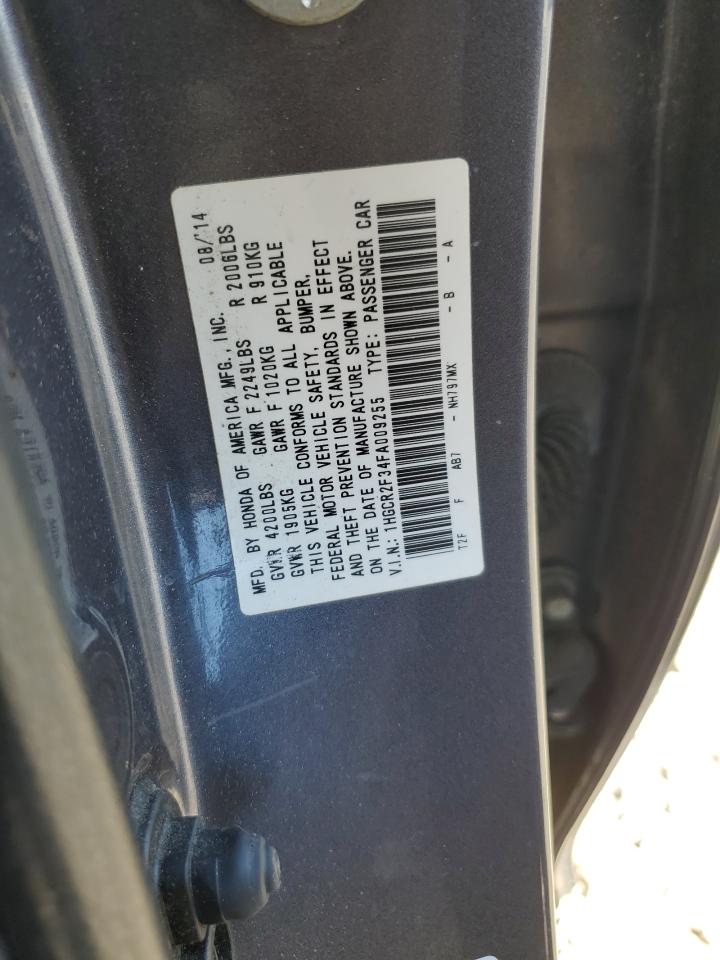 MFD. BY HONDA OF AMERICA MFG., INC. 08/'14
GVWR 4200LBS GAWR F 2249LBS R 2006LBS
GVWR 1905KG GAWR F 1020KG R 910KG
THIS VEHICLE CONFORMS TO ALL APPLICABLE
FEDERAL MOTOR VEHICLE SAFETY, BUMPER,
AND THEFT PREVENTION STANDARDS IN EFFECT
ON THE DATE OF MANUFACTURE SHOWN ABOVE.
V.I.N.: 1HGCR2F34FA009255 TYPE: PASSENGER CAR
T2F F AB7 - NH797MX - B - A